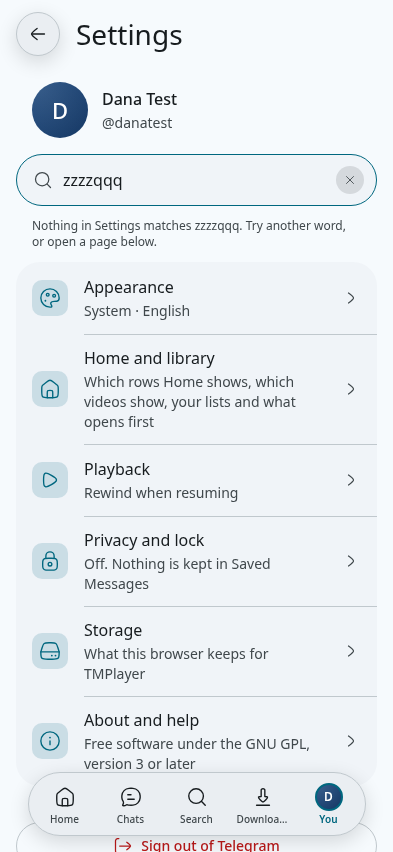 Settings
D
Dana Test
@danatest
zzzzqqq
Nothing in Settings matches zzzzqqq. Try another word,
or open a page below.
Appearance
System · English
Home and library
Which rows Home shows, which
videos show, your lists and what
opens first
Playback
Rewind when resuming
Privacy and lock
Off. Nothing is kept in Saved
Messages
Storage
What this browser keeps for
TMPlayer
About and help
Free software under the GNU GPL,
version 3 or later
D
Home
Chats
Search
Downloa...
You
Sign out of Telegram